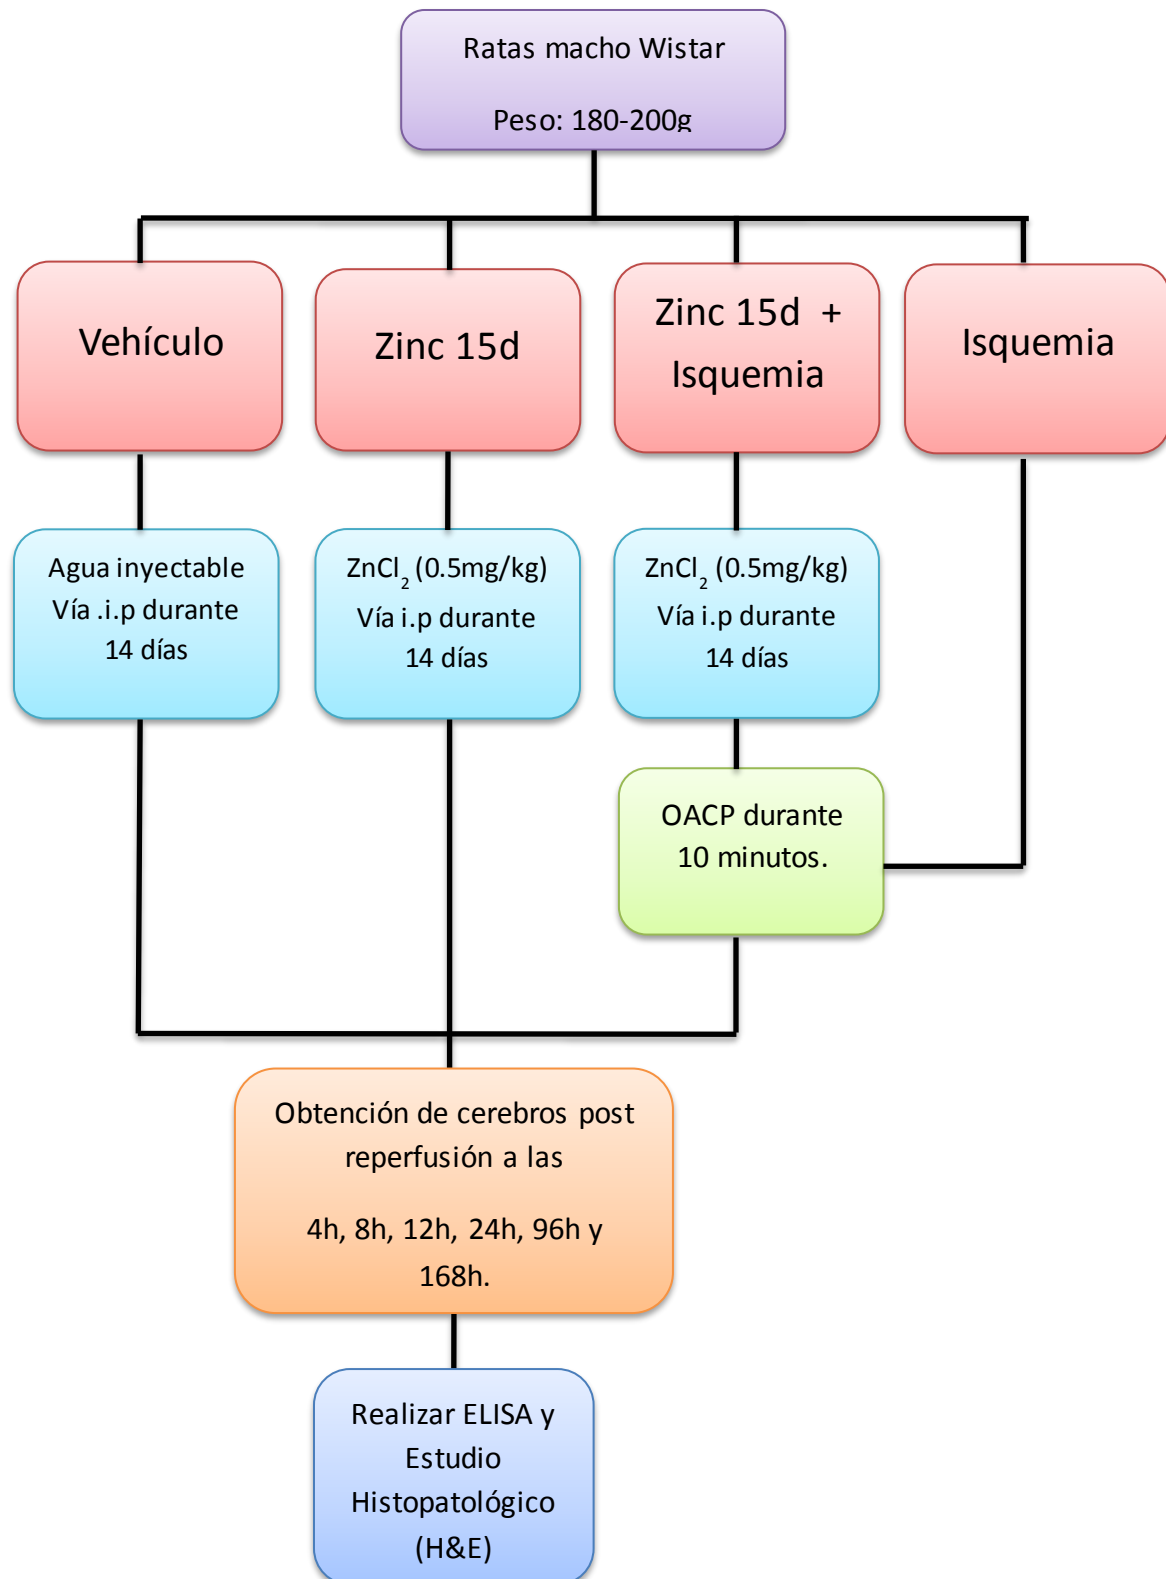 Ratas macho Wistar
Peso: 180-200g
Vehículo
Zinc 15d
Zinc 15d +
Isquemia
Isquemia
Agua inyectable
Vía .i.p durante
14 días
ZnCl₂ (0.5mg/kg)
Vía i.p durante
14 días
ZnCl₂ (0.5mg/kg)
Vía i.p durante
14 días
OACP durante
10 minutos.
Obtención de cerebros post
reperfusión a las
4h, 8h, 12h, 24h, 96h y
168h.
Realizar ELISA y
Estudio
Histopatológico
(H&E)